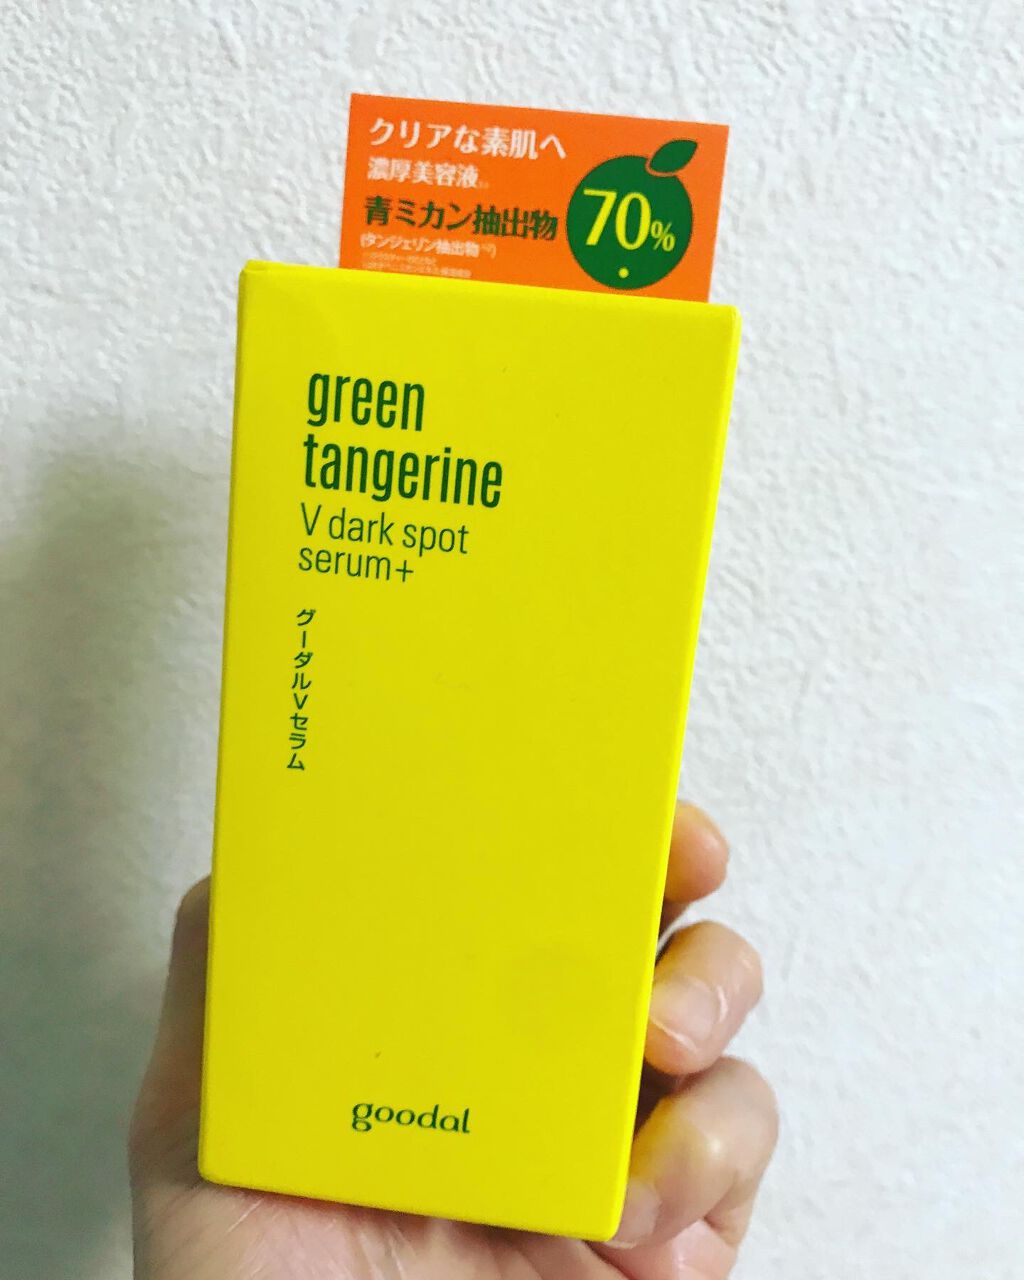 クリアな素肌へ
濃厚美容液
青ミカン抽出物
70%
(タンジェリン抽出物
green
tangerine
V dark spot
serum+
グーダルVセラム
goodal